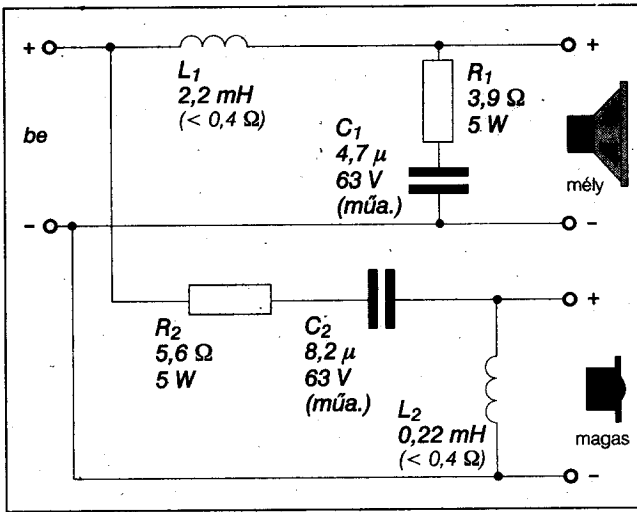 +
L1
2,2 mH
(< 0,4 Ω)
+
R1
3,9 Ω
5 W
be
C1
4,7 μ
63 V
(műa.)
mély
−
−
R2
5,6 Ω
5 W
C2
8,2 μ
63 V
(műa.)
+
L2
0,22 mH
(< 0,4 Ω)
magas
−